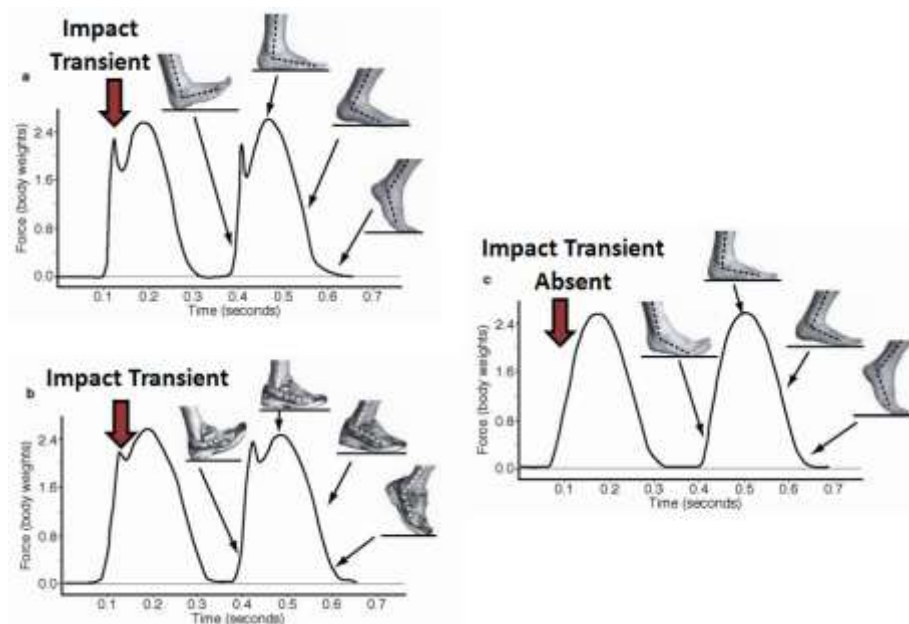 Impact
Transient
a
Force (body weights)
2.4
1.6
0.8
0.0
0.1 0.2 0.3 0.4 0.5 0.6 0.7
Time (seconds)
Impact Transient
b
Force (body weights)
2.4
1.6
0.8
0.0
0.1 0.2 0.3 0.4 0.5 0.6 0.7
Time (seconds)
Impact Transient
c
Absent
Force (body weights)
2.4
1.6
0.8
0.0
0.1 0.2 0.3 0.4 0.5 0.6 0.7
Time (seconds)